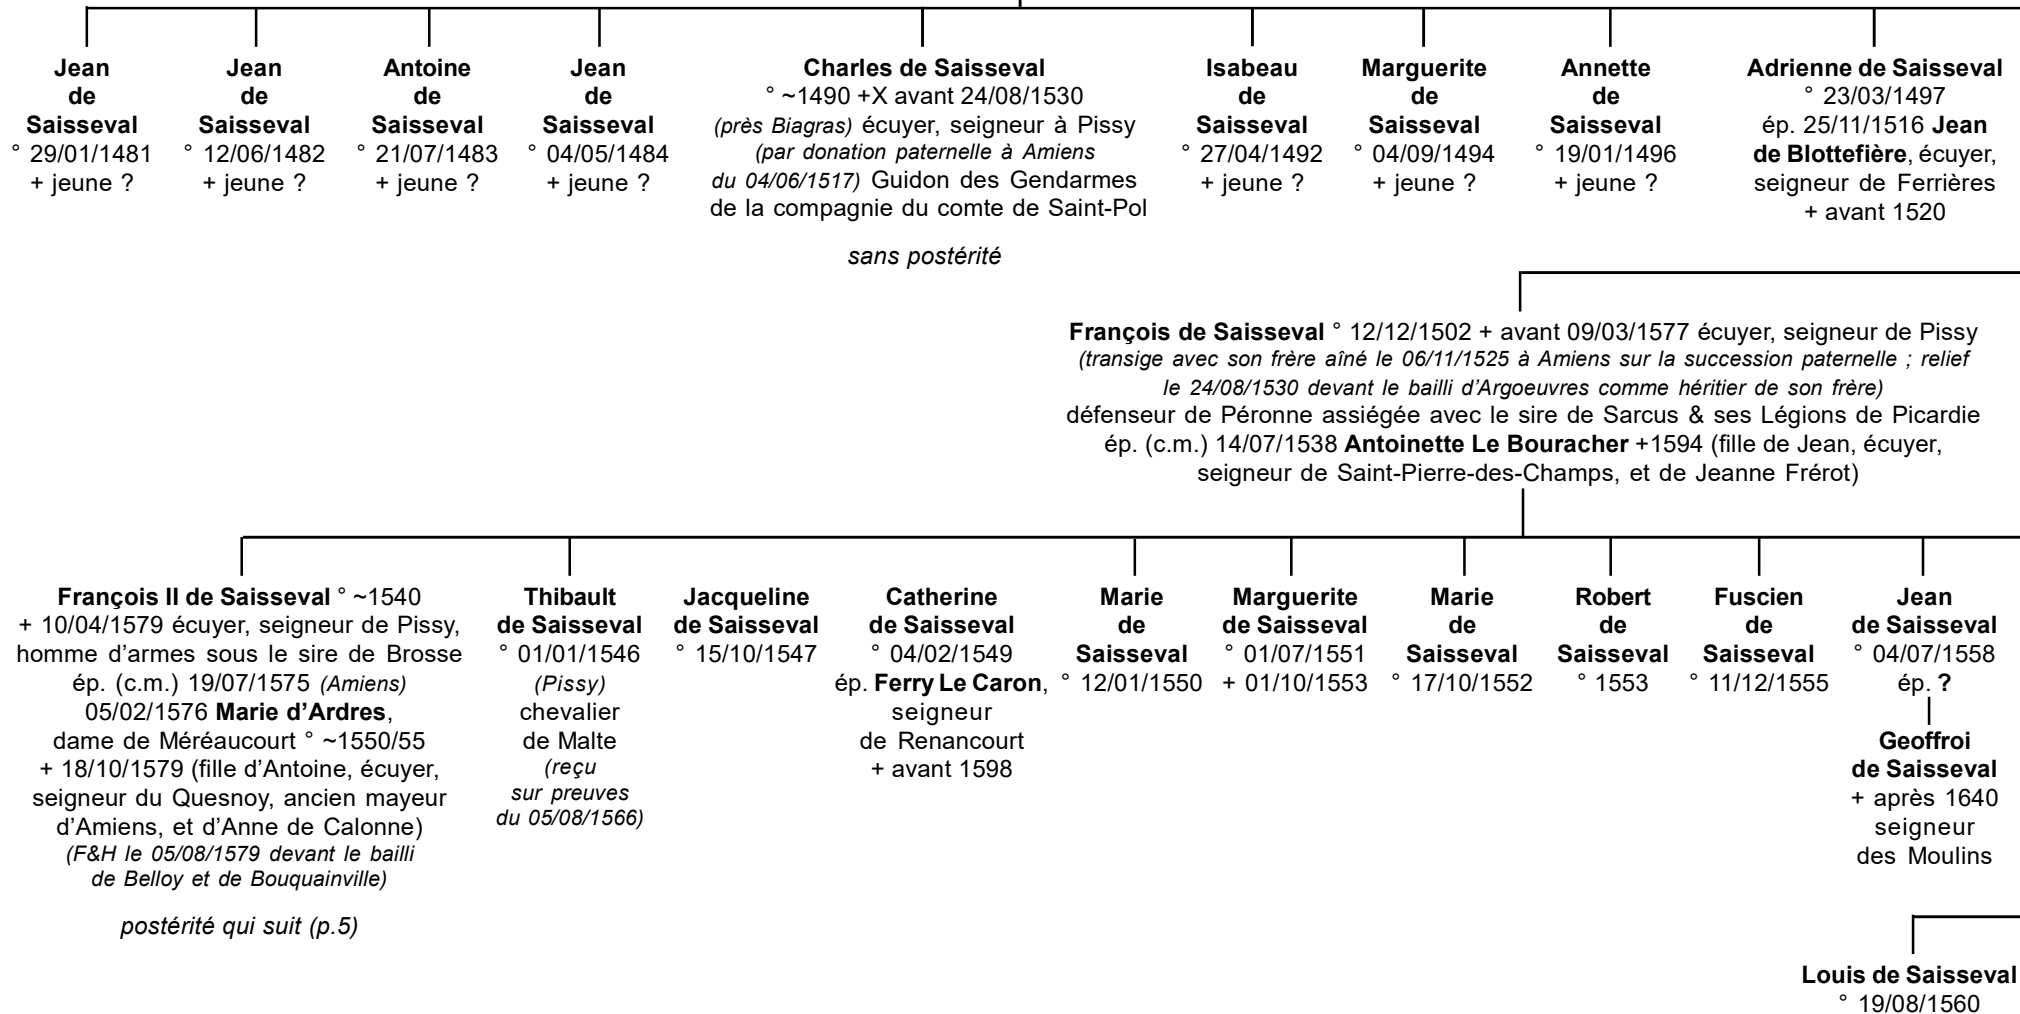 Jean
de
Saisseval
° 29/01/1481
+ jeune ?
Jean
de
Saisseval
° 12/06/1482
+ jeune ?
Antoine
de
Saisseval
° 21/07/1483
+ jeune ?
Jean
de
Saisseval
° 04/05/1484
+ jeune ?
Charles de Saisseval
° ~1490 +X avant 24/08/1530
(près Biagras) écuyer, seigneur à Pissy
(par donation paternelle à Amiens
du 04/06/1517) Guidon des Gendarmes
de la compagnie du comte de Saint-Pol
sans postérité
Isabeau
de
Saisseval
° 27/04/1492
+ jeune ?
Marguerite
de
Saisseval
° 04/09/1494
+ jeune ?
Annette
de
Saisseval
° 19/01/1496
+ jeune ?
Adrienne de Saisseval
° 23/03/1497
ép. 25/11/1516 Jean
de Blottefière, écuyer,
seigneur de Ferrières
+ avant 1520
François de Saisseval ° 12/12/1502 + avant 09/03/1577 écuyer, seigneur de Pissy
(transige avec son frère aîné le 06/11/1525 à Amiens sur la succession paternelle ; relief
le 24/08/1530 devant le bailli d'Argoeuvres comme héritier de son frère)
défenseur de Péronne assiégée avec le sire de Sarcus & ses Légions de Picardie
ép. (c.m.) 14/07/1538 Antoinette Le Bouracher +1594 (fille de Jean, écuyer,
seigneur de Saint-Pierre-des-Champs, et de Jeanne Frérot)
François II de Saisseval ° ~1540
+ 10/04/1579 écuyer, seigneur de Pissy,
homme d'armes sous le sire de Brosse
ép. (c.m.) 19/07/1575 (Amiens)
05/02/1576 Marie d'Ardres,
dame de Méréaucourt ° ~1550/55
+ 18/10/1579 (fille d'Antoine, écuyer,
seigneur du Quesnoy, ancien mayeur
d'Amiens, et d'Anne de Calonne)
(F&H le 05/08/1579 devant le bailli
de Belloy et de Bouquainville)
postérité qui suit (p.5)
Thibault
de Saisseval
° 01/01/1546
(Pissy)
chevalier
de Malte
(reçu
sur preuves
du 05/08/1566)
Jacqueline
de Saisseval
° 15/10/1547
Catherine
de Saisseval
° 04/02/1549
ép. Ferry Le Caron,
seigneur
de Renancourt
+ avant 1598
Marie
de
Saisseval
° 12/01/1550
Marguerite
de Saisseval
° 01/07/1551
+ 01/10/1553
Marie
de
Saisseval
° 17/10/1552
Robert
de
Saisseval
° 1553
Fuscien
de
Saisseval
° 11/12/1555
Jean
de Saisseval
° 04/07/1558
ép. ?
Geoffroi
de Saisseval
+ après 1640
seigneur
des Moulins
Louis de Saisseval
° 19/08/1560